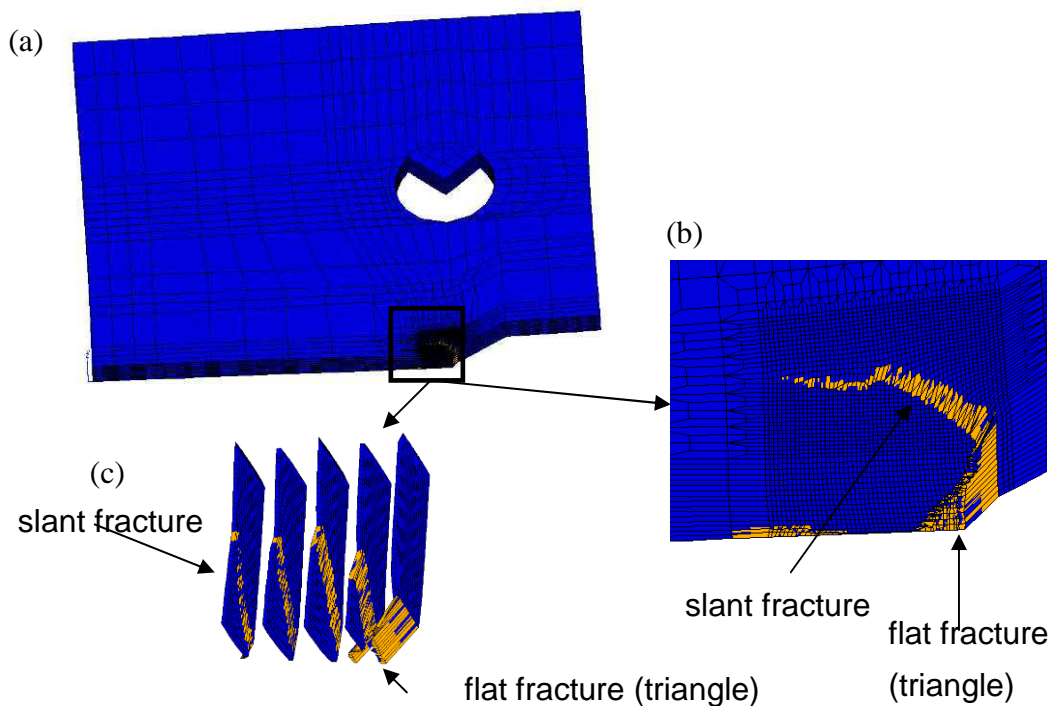 (a)
(b)
(c)
slant fracture
slant fracture
flat fracture
(triangle)
flat fracture (triangle)